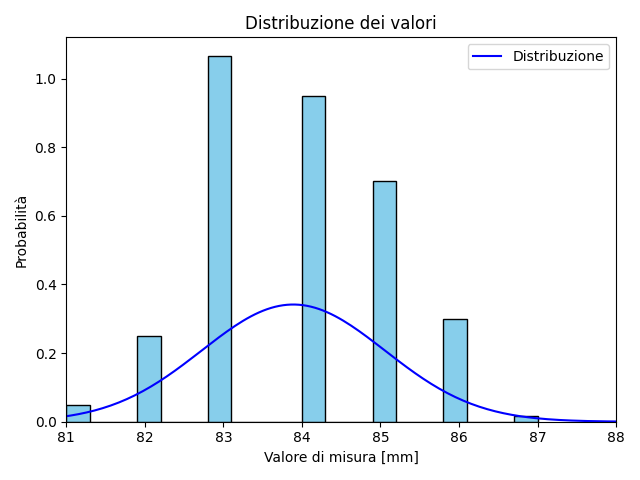 Distribuzione dei valori
Distribuzione
Probabilità
1.0
0.8
0.6
0.4
0.2
0.0
81 82 83 84 85 86 87 88
Valore di misura [mm]